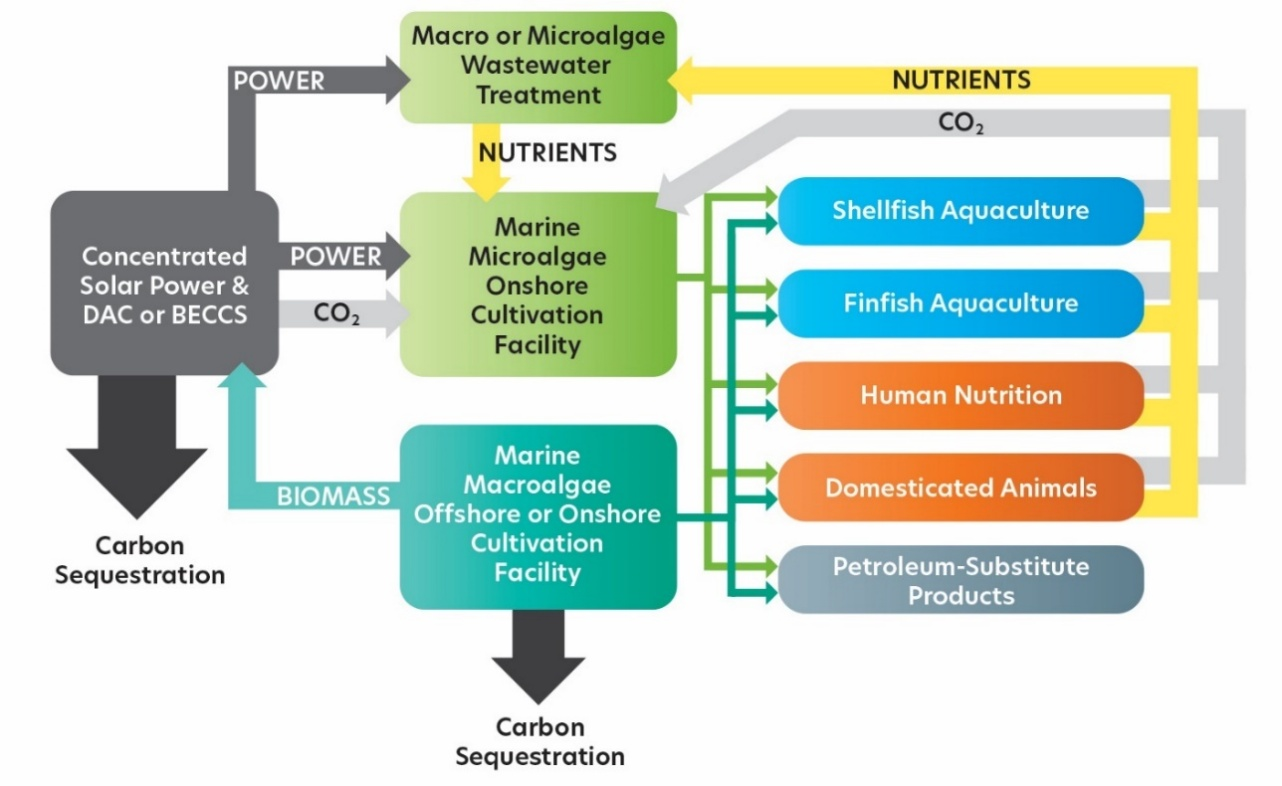 Macro or Microalgae
Wastewater
Treatment
POWER
NUTRIENTS
CO₂
NUTRIENTS
Concentrated
Solar Power &
DAC or BECCS
POWER
CO₂
Marine
Microalgae
Onshore
Cultivation
Facility
Shellfish Aquaculture
Finfish Aquaculture
Human Nutrition
Domesticated Animals
Petroleum-Substitute
Products
BIOMASS
Marine
Macroalgae
Offshore or Onshore
Cultivation
Facility
Carbon
Sequestration
Carbon
Sequestration